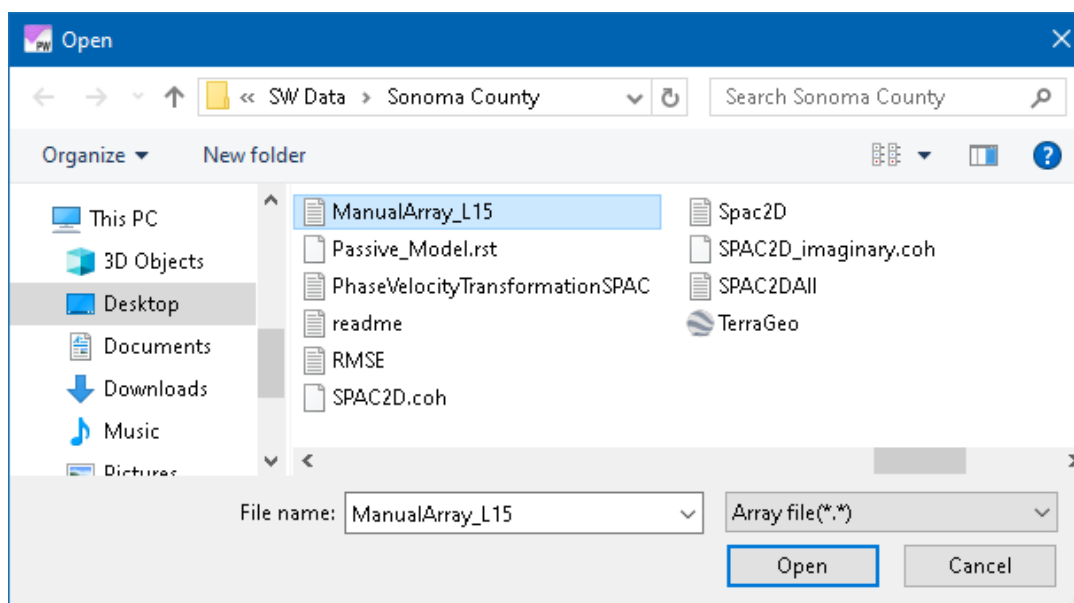 PW Open
« SW Data > Sonoma County
Search Sonoma County
Organize
New folder
?
This PC
3D Objects
Desktop
Documents
Downloads
Music
Pictures
ManualArray_L15
Passive_Model.rst
PhaseVelocityTransformationSPAC
readme
RMSE
SPAC2D.coh
Spac2D
SPAC2D_imaginary.coh
SPAC2DAll
TerraGeo
File name: ManualArray_L15
Array file(*.*)
Open
Cancel